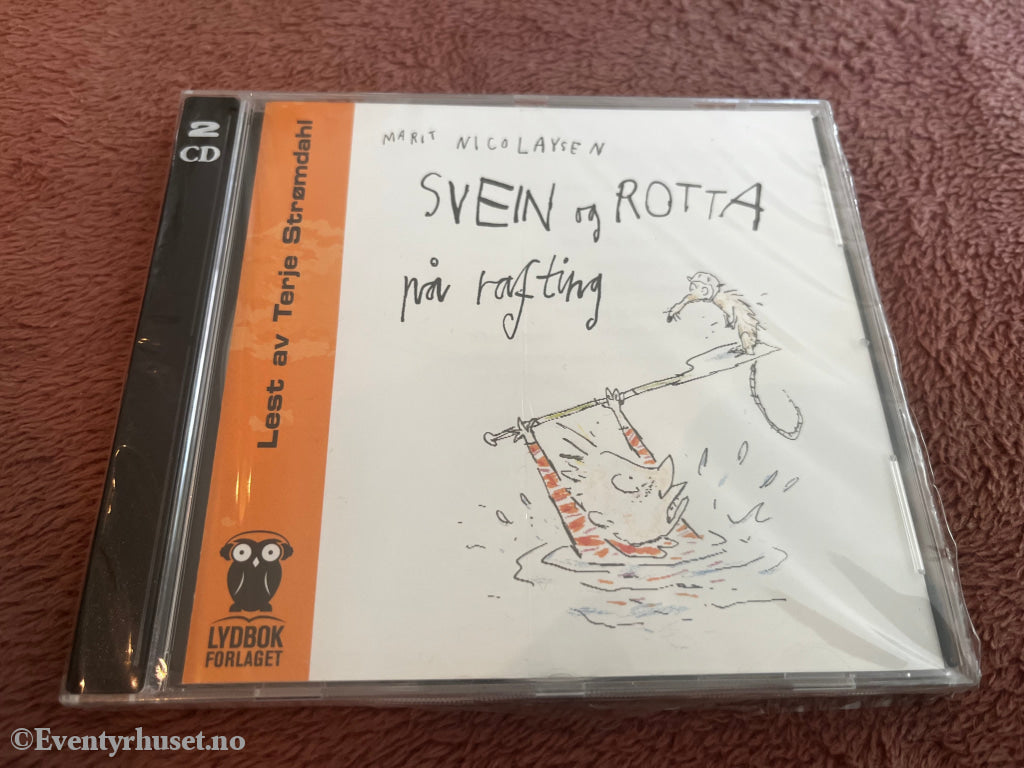 2
CD
Lest av Terje Strømdahl
MARIT NICOLAYSEN
SVEIN og ROTTA
på rafting
LYDBOK
FORLAGET
©Eventyrhuset.no